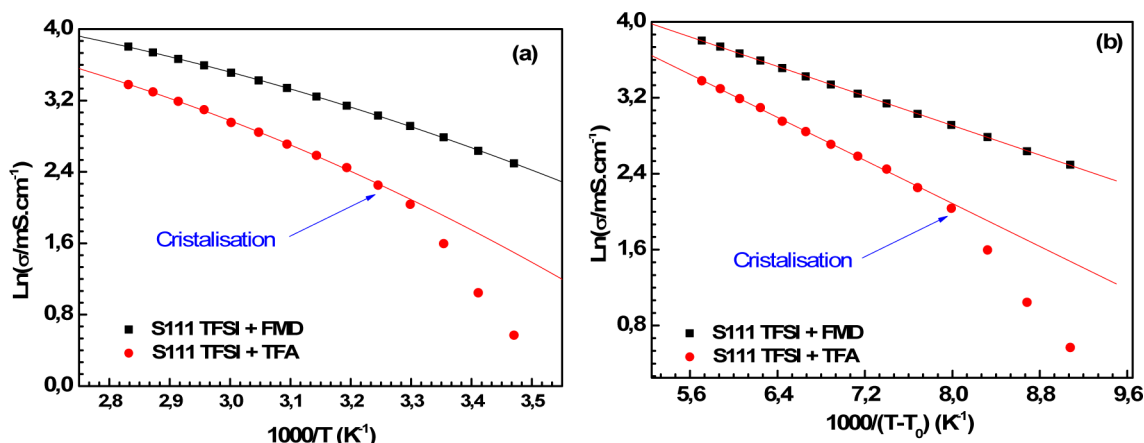 (a)
Ln(σ/mS.cm⁻¹)
4,0
3,2
2,4
1,6
0,8
0,0
Cristalisation
S111 TFSI + FMD
S111 TFSI + TFA
2,8 2,9 3,0 3,1 3,2 3,3 3,4 3,5
1000/T (K⁻¹)
(b)
Ln(σ/mS.cm⁻¹)
4,0
3,2
2,4
1,6
0,8
Cristalisation
S111 TFSI + FMD
S111 TFSI + TFA
5,6 6,4 7,2 8,0 8,8 9,6
1000/(T-T₀) (K⁻¹)